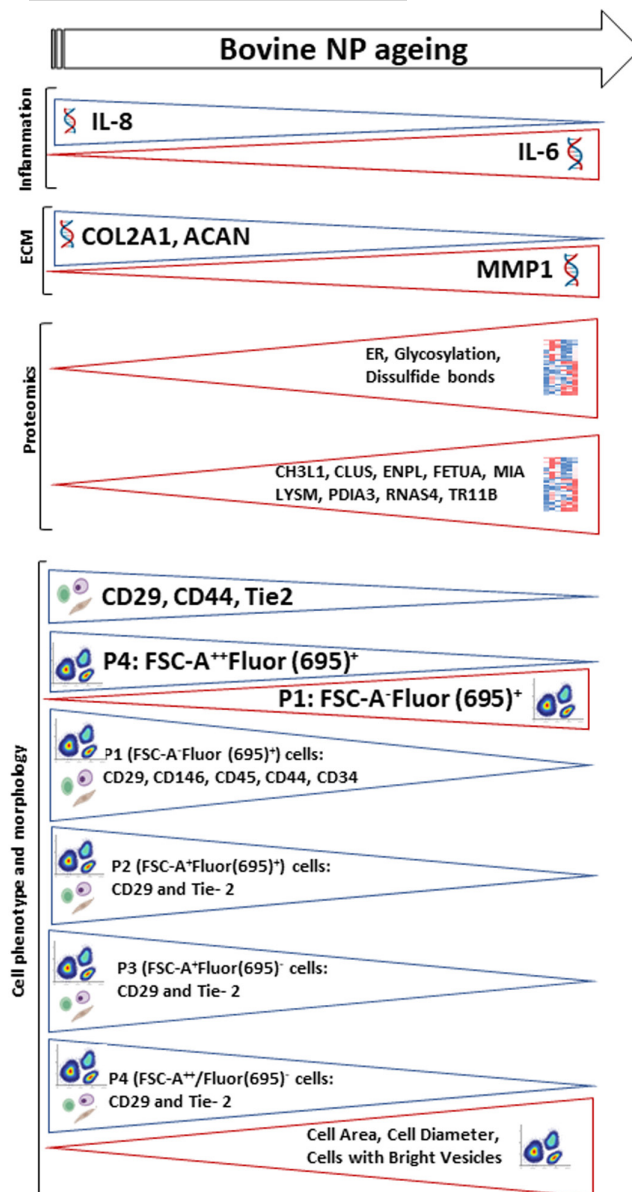 Bovine NP ageing
Inflammation
IL-8
IL-6
ECM
COL2A1, ACAN
MMP1
Proteomics
ER, Glycosylation,
Dissulfide bonds
CH3L1, CLUS, ENPL, FETUA, MIA
LYSM, PDIA3, RNAS4, TR11B
Cell phenotype and morphology
CD29, CD44, Tie2
P4: FSC-A⁺⁺Fluor (695)⁺
P1: FSC-A⁻Fluor (695)⁺
P1 (FSC-A⁻Fluor (695)⁺) cells:
CD29, CD146, CD45, CD44, CD34
P2 (FSC-A⁺Fluor(695)⁺) cells:
CD29 and Tie- 2
P3 (FSC-A⁺Fluor(695)⁻ cells:
CD29 and Tie- 2
P4 (FSC-A⁺⁺/Fluor(695)⁻ cells:
CD29 and Tie- 2
Cell Area, Cell Diameter,
Cells with Bright Vesicles